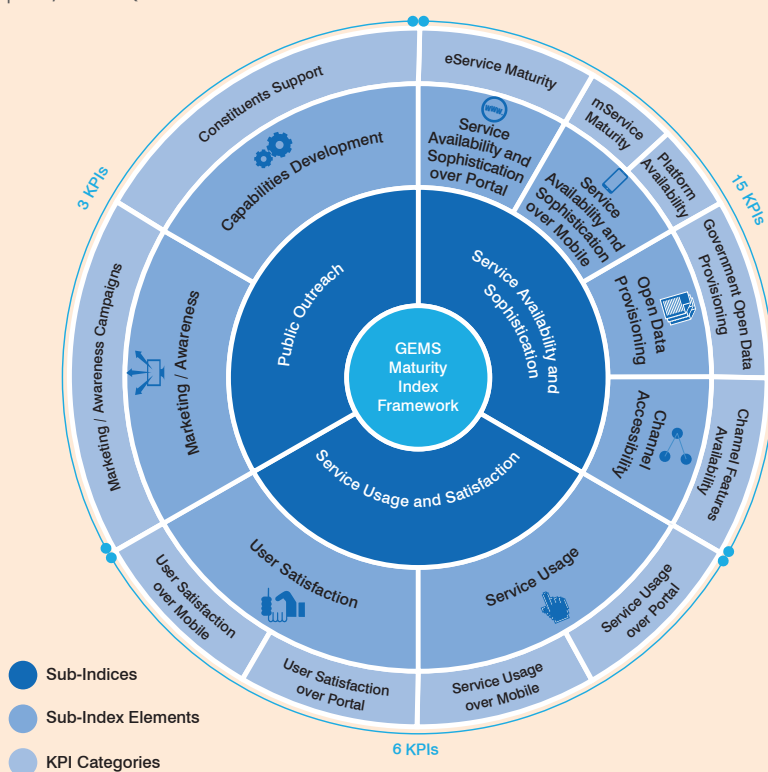 GEMS
Maturity
Index
Framework
Public Outreach
Service Availability and
Sophistication
Service Usage and Satisfaction
Capabilities Development
Service
Availability and
Sophistication
over Portal
www.
Service
Availability and
Sophistication
over Mobile
Open Data
Provisioning
Channel
Accessibility
Service Usage
User Satisfaction
Marketing / Awareness
Constituents Support
eService Maturity
mService
Maturity
Platform
Availability
Government Open Data
Provisioning
Channel Features
Availability
Service Usage
over Portal
Service Usage
over Mobile
User Satisfaction
over Portal
User Satisfaction
over Mobile
Marketing / Awareness Campaigns
3 KPIs
15 KPIs
6 KPIs
Sub-Indices
Sub-Index Elements
KPI Categories